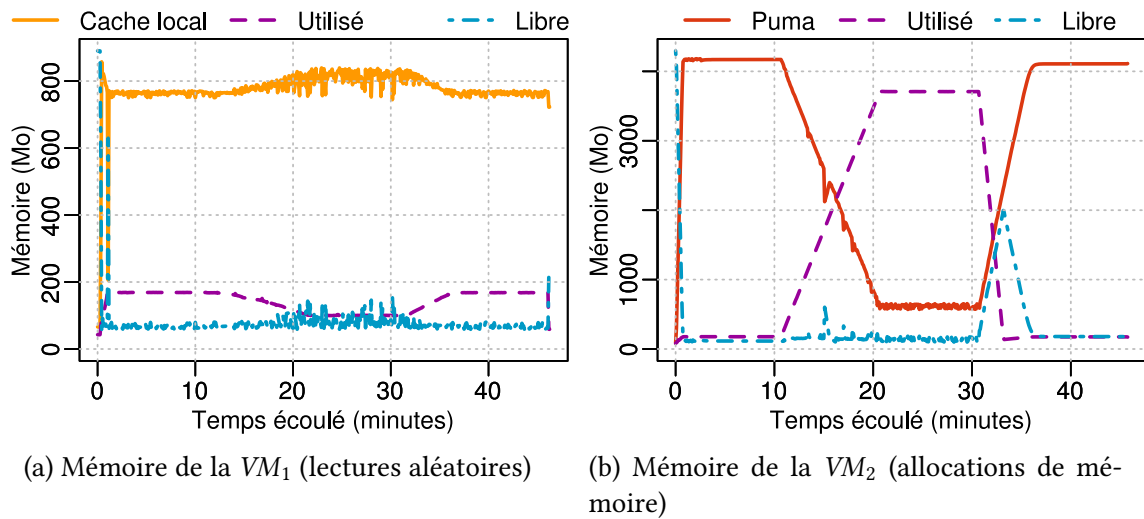 Cache local Utilisé Libre
Puma Utilisé Libre
Mémoire (Mo)
0 200 400 600 800
0 20 30 40
10
Temps écoulé (minutes)
Mémoire (Mo)
0 1000 3000
0 10 20 30 40
Temps écoulé (minutes)
(a) Mémoire de la VM1 (lectures aléatoires)
(b) Mémoire de la VM2 (allocations de mé-
moire)